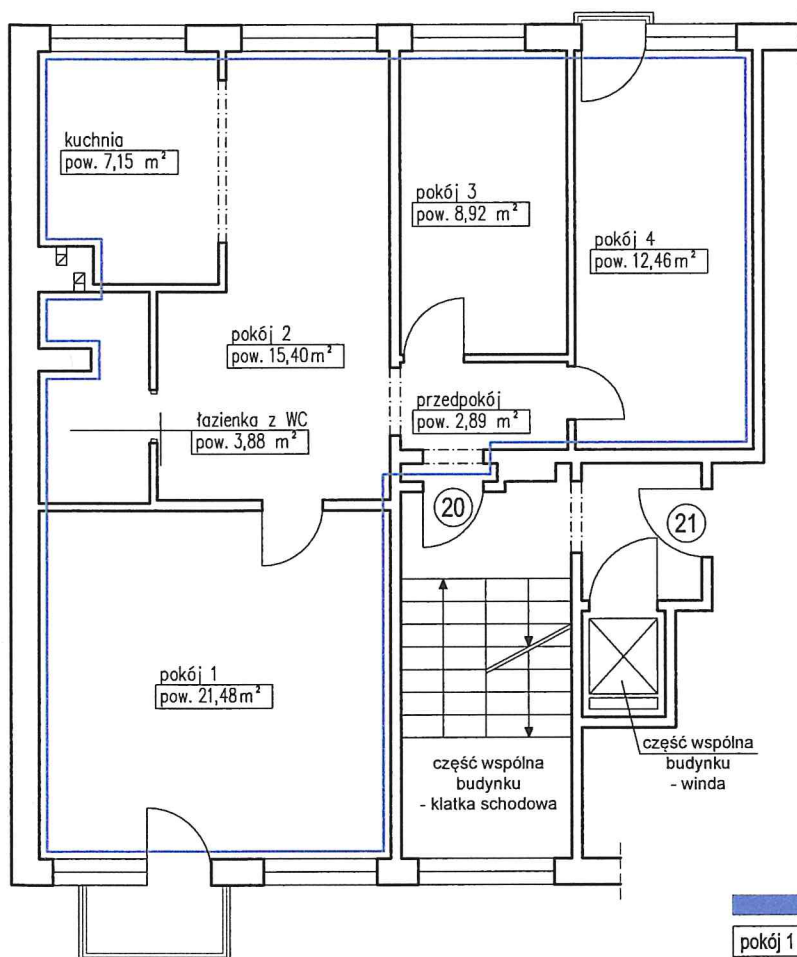 kuchnia
pow. 7,15 m²
pokój 3
pow. 8,92 m²
pokój 4
pow. 12,46 m²
pokój 2
pow. 15,40 m²
przedpokój
pow. 2,89 m²
łazienka z WC
pow. 3,88 m²
20
21
pokój 1
pow. 21,48 m²
część wspólna
budynku
- klatka schodowa
część wspólna
budynku
- winda
pokój 1